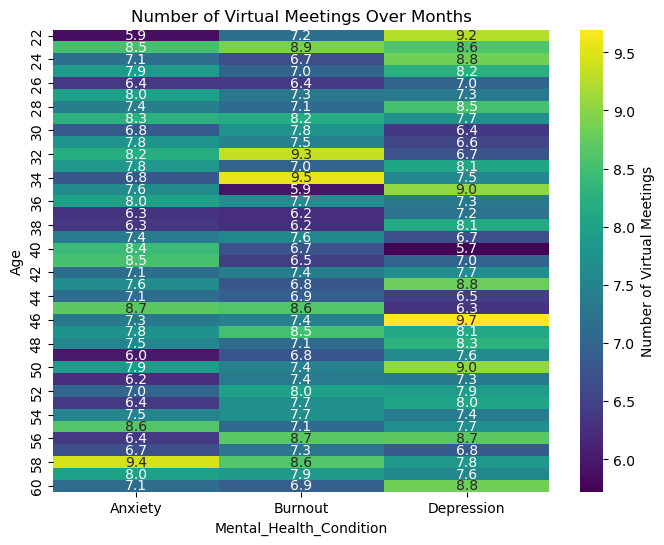 Number of Virtual Meetings Over Months
Age
22 5.9 7.2 9.2
8.5 8.9 8.6
24 7.1 6.7 8.8
7.9 7.0 8.2
26 6.4 6.4 7.0
8.0 7.3 7.3
28 7.4 7.1 8.5
8.3 8.2 7.7
30 6.8 7.8 6.4
7.8 7.5 6.6
32 8.2 9.3 6.7
7.8 7.0 8.1
34 6.8 9.5 7.5
7.6 5.9 9.0
36 8.0 7.7 7.3
6.3 6.2 7.2
38 6.3 6.2 8.1
7.4 7.6 6.7
40 8.4 6.7 5.7
8.5 6.5 7.0
42 7.1 7.4 7.7
7.6 6.8 8.8
44 7.1 6.9 6.5
8.7 8.6 6.3
46 7.3 7.4 9.7
7.8 8.5 8.1
48 7.5 7.1 8.3
6.0 6.8 7.6
50 7.9 7.4 9.0
6.2 7.4 7.3
52 7.0 8.0 7.9
6.4 7.7 8.0
54 7.5 7.7 7.4
8.6 7.1 7.7
56 6.4 8.7 8.7
6.7 7.3 6.8
58 9.4 8.6 7.8
8.0 7.9 7.6
60 7.1 6.9 8.8
Anxiety Burnout Depression
Mental_Health_Condition
9.5
9.0
8.5
8.0
7.5
7.0
6.5
6.0
Number of Virtual Meetings